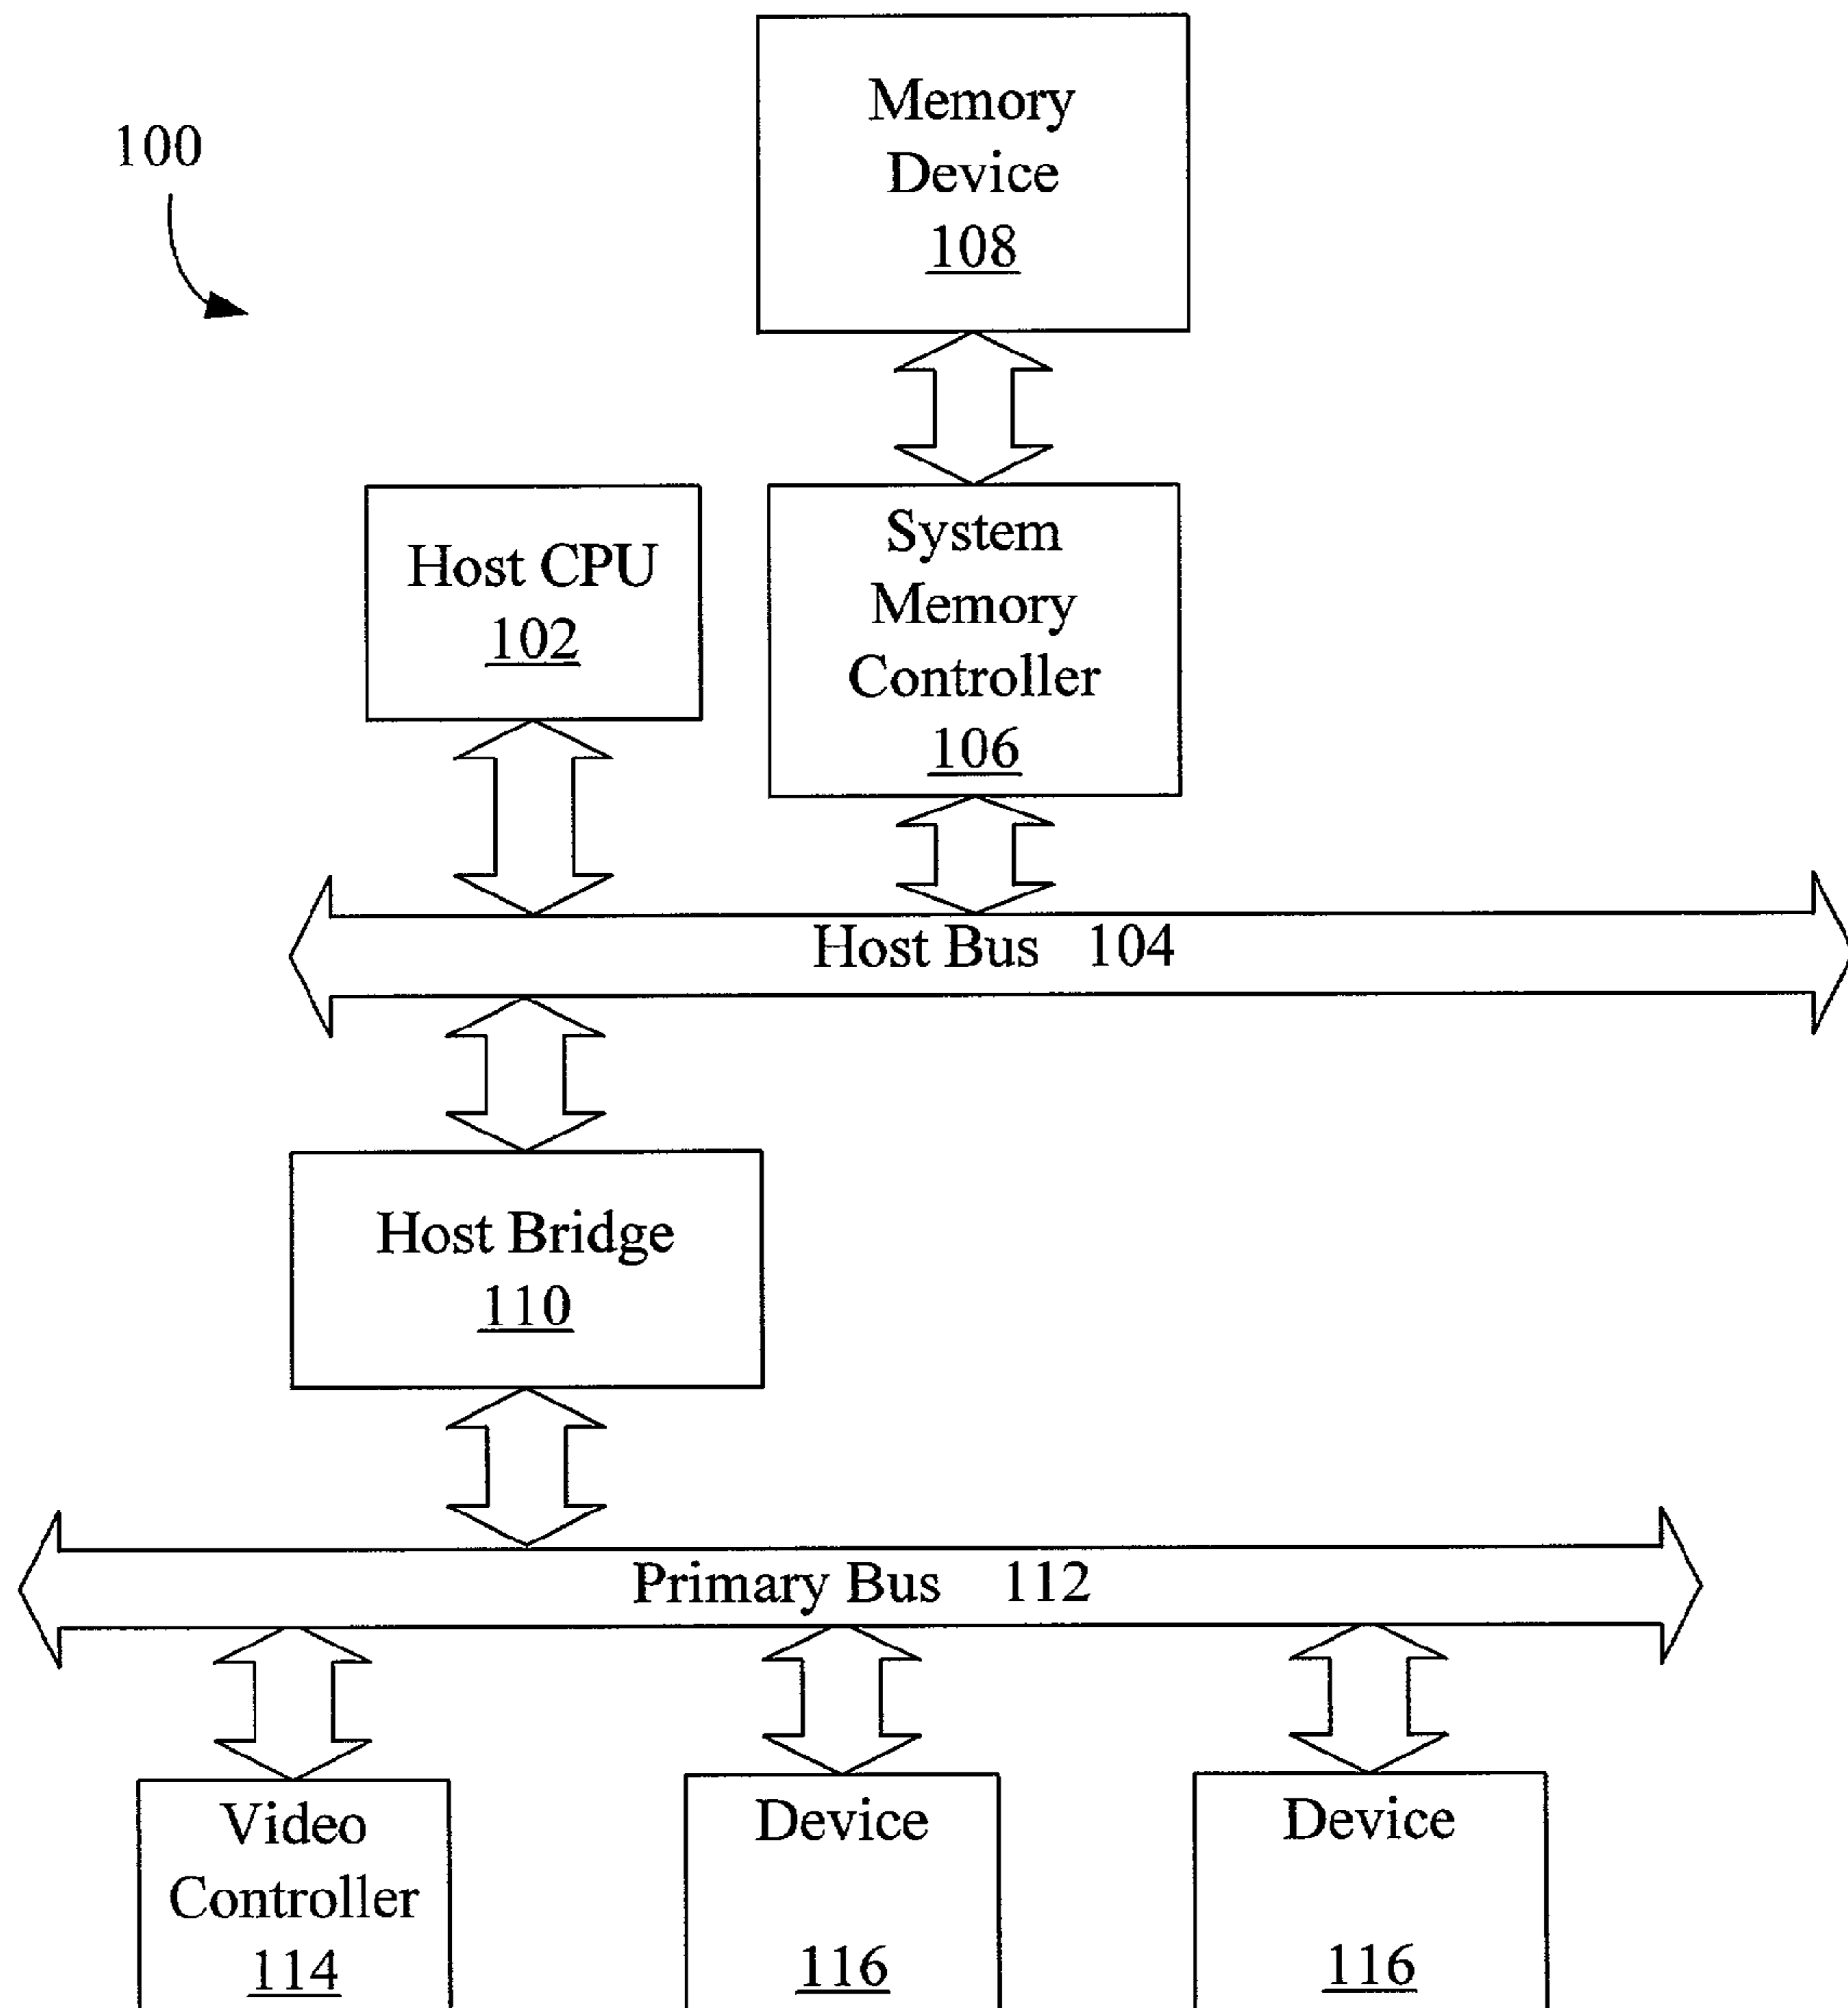 100
Memory
Device
108
Host CPU
102
System
Memory
Controller
106
Host Bus 104
Host Bridge
110
Primary Bus 112
Video
Controller
114
Device
116
Device
116